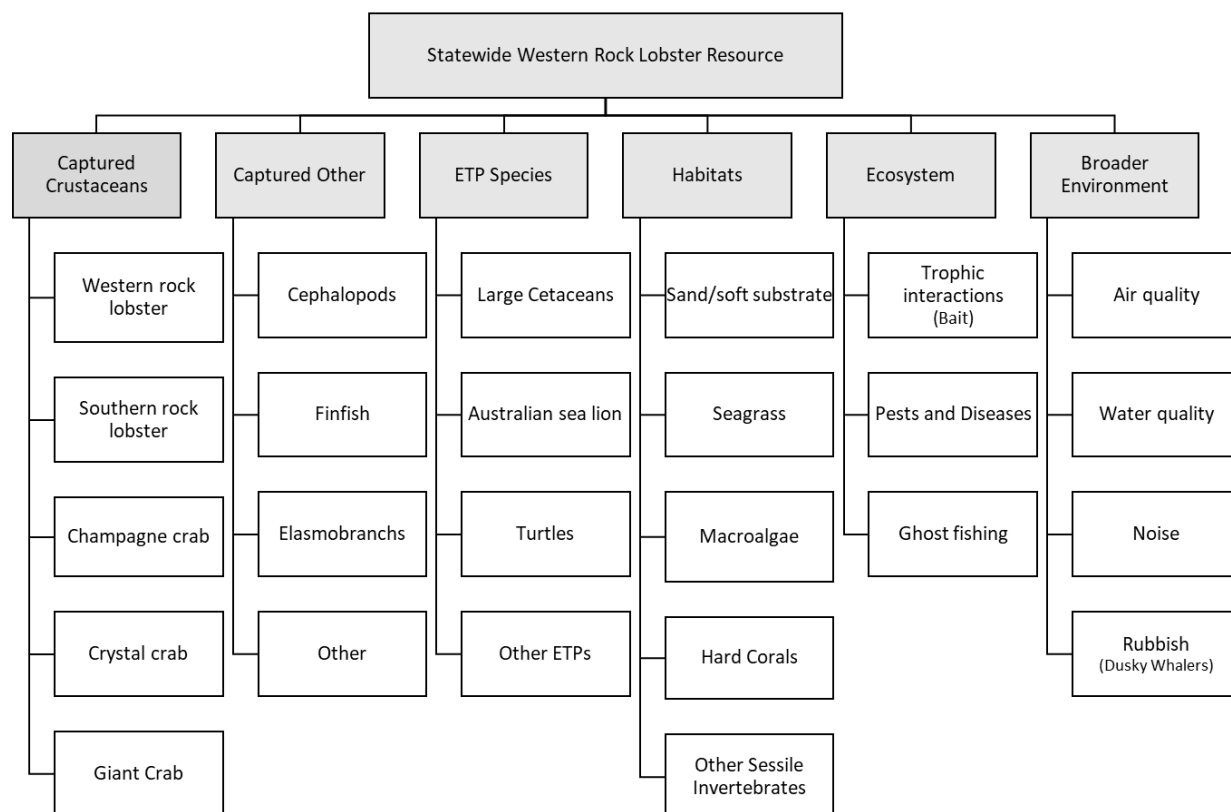 Statewide Western Rock Lobster Resource
Captured
Crustaceans
Captured Other
ETP Species
Habitats
Ecosystem
Broader
Environment
Western rock
lobster
Cephalopods
Large Cetaceans
Sand/soft substrate
Trophic
interactions
(Bait)
Air quality
Southern rock
lobster
Finfish
Australian sea lion
Seagrass
Pests and Diseases
Water quality
Champagne crab
Elasmobranchs
Turtles
Macroalgae
Ghost fishing
Noise
Crystal crab
Other
Other ETPs
Hard Corals
Rubbish
(Dusky Whalers)
Giant Crab
Other Sessile
Invertebrates